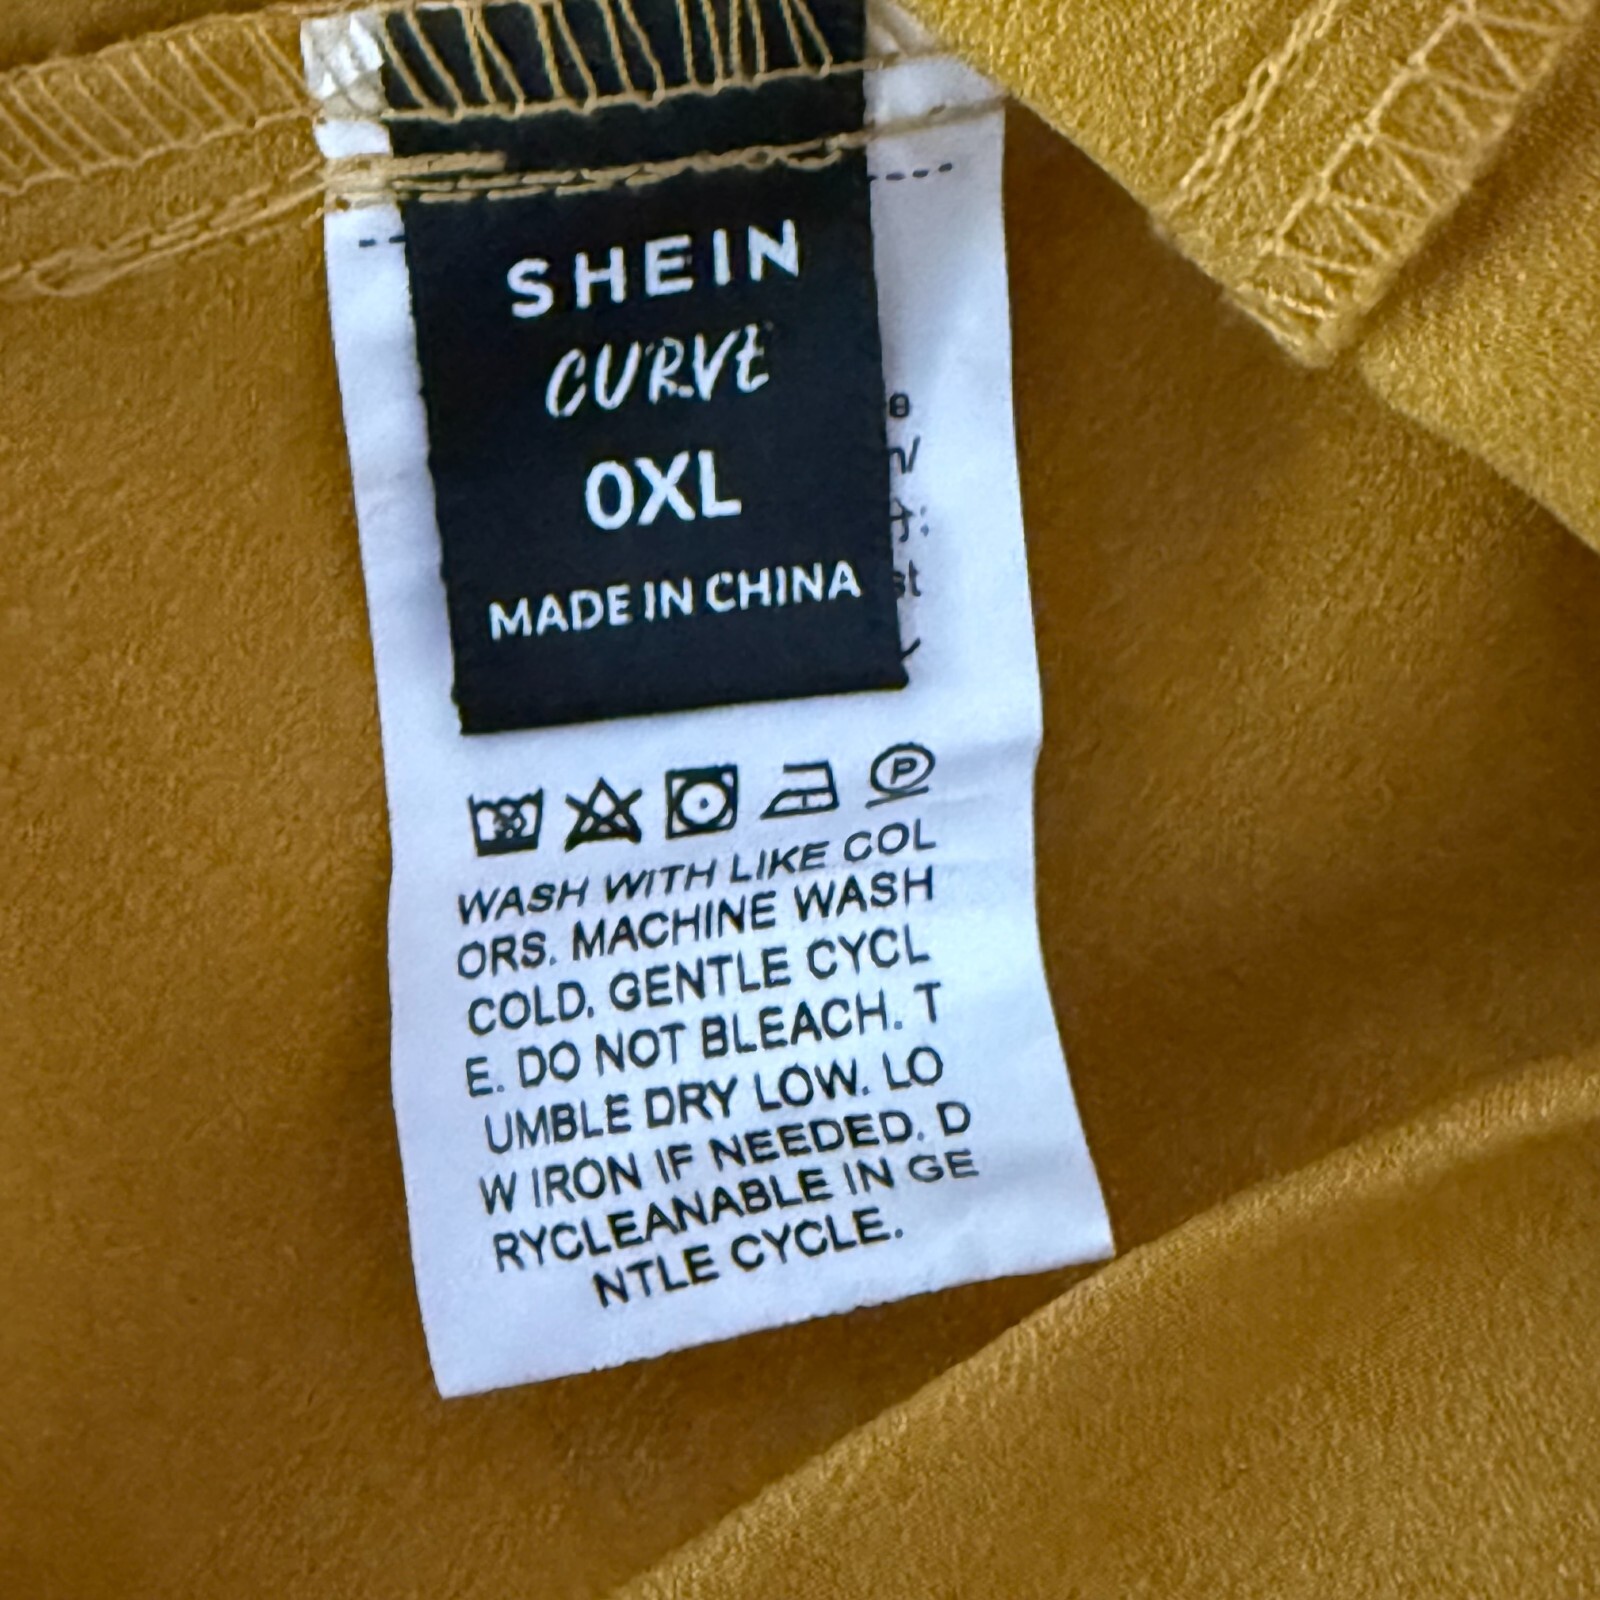 SHEIN
CURVE
0XL
MADE IN CHINA
P
WASH WITH LIKE COL
ORS. MACHINE WASH
COLD. GENTLE CYCL
E. DO NOT BLEACH. T
UMBLE DRY LOW. LO
W IRON IF NEEDED. D
RYCLEANABLE IN GE
NTLE CYCLE.